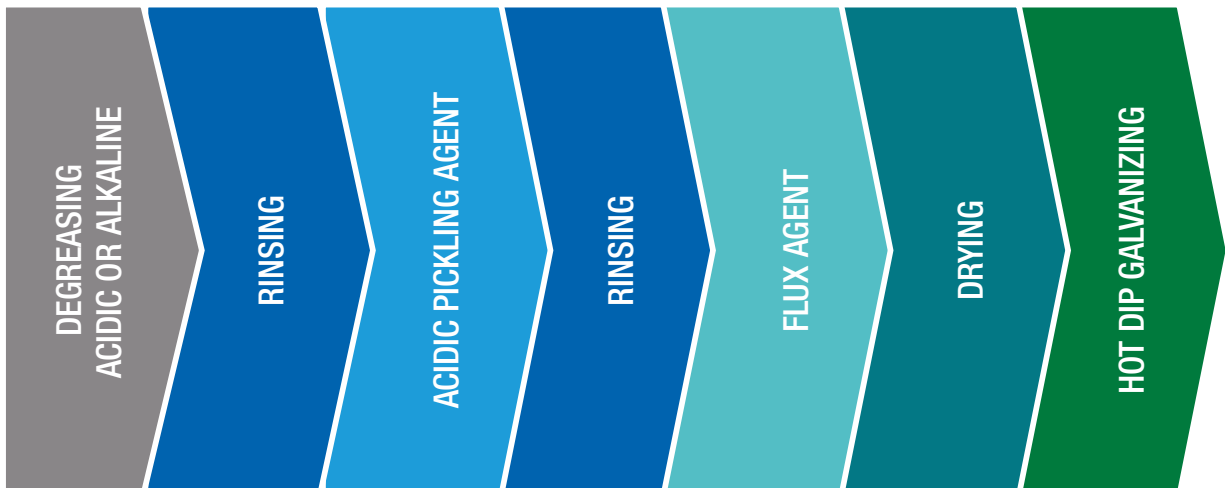 DEGREASING
ACIDIC OR ALKALINE
RINSING
ACIDIC PICKLING AGENT
RINSING
FLUX AGENT
DRYING
HOT DIP GALVANIZING